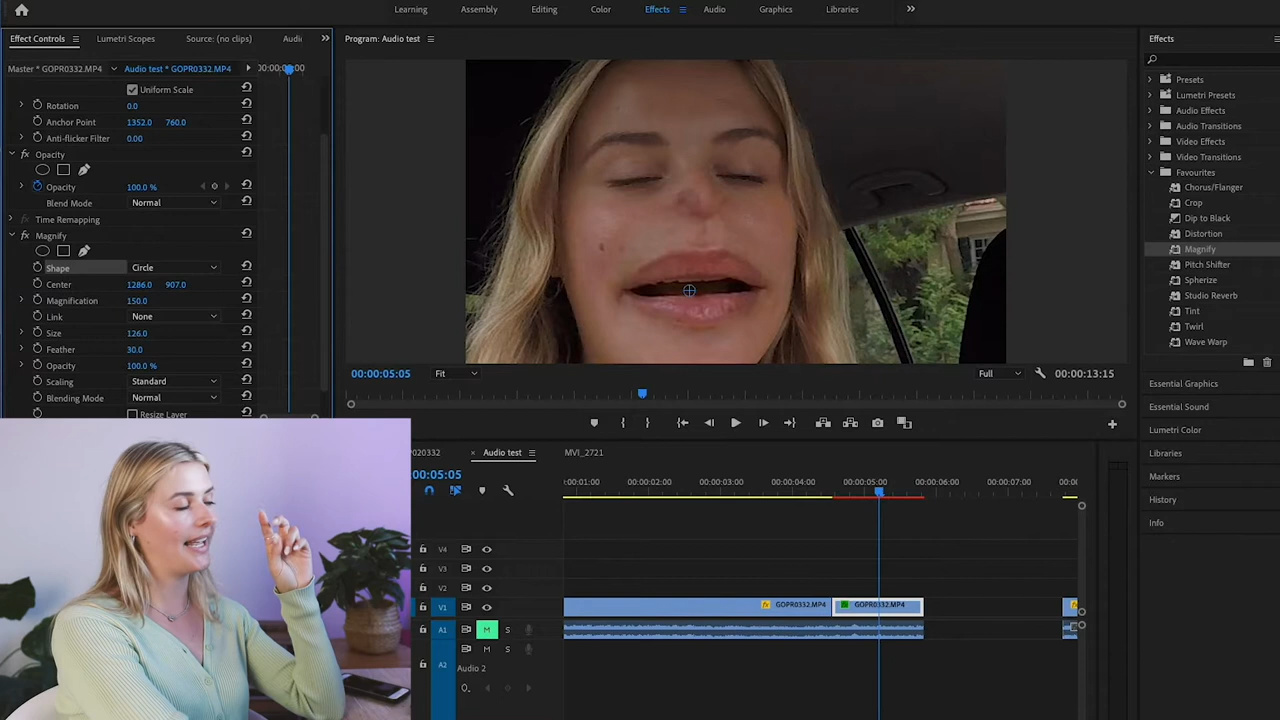 Learning Assembly Editing Color Effects Audio Graphics Libraries
Effect Controls Lumetri Scopes Source: (no clips) Audi
Master * GOPR0332.MP4 Audio test * GOPR0332.MP4
Uniform Scale
Rotation 0.0
Anchor Point 1352.0 760.0
Anti-flicker Filter 0.00
fx Opacity
Opacity 100.0 %
Blend Mode Normal
fx Time Remapping
fx Magnify
Shape Circle
Center 1286.0 907.0
Magnification 150.0
Link None
Size 126.0
Feather 30.0
Opacity 100.0 %
Scaling Standard
Blending Mode Normal
Resize Layer
Program: Audio test
00:00:05:05 Fit Full 00:00:13:15
Effects
Presets
Lumetri Presets
Audio Effects
Audio Transitions
Video Effects
Video Transitions
Favourites
Chorus/Flanger
Crop
Dip to Black
Distortion
Magnify
Pitch Shifter
Spherize
Studio Reverb
Tint
Twirl
Wave Warp
Essential Graphics
Essential Sound
Lumetri Color
Libraries
Markers
History
Info
Audio test MVI_2721
:00:01:00 00:00:02:00 00:00:03:00 00:00:04:00 00:00:05:00 00:00:06:00 00:00:07:00
V4
V3
V2
V1 fx GOPR0332.MP4 GOPR0332.MP4
A1 M S
A2 M S
Audio 2